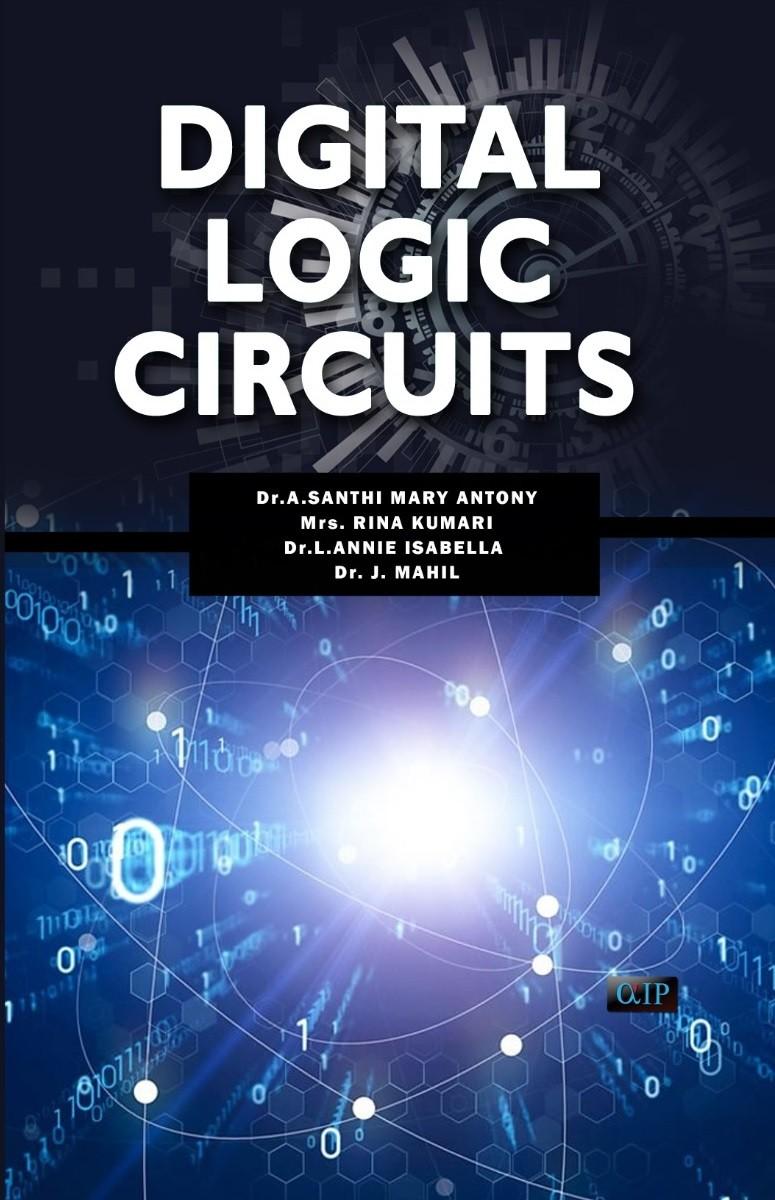 DIGITAL
LOGIC
CIRCUITS
Dr.A.SANTHI MARY ANTONY
Mrs. RINA KUMARI
Dr.L.ANNIE ISABELLA
Dr. J. MAHIL
αIP